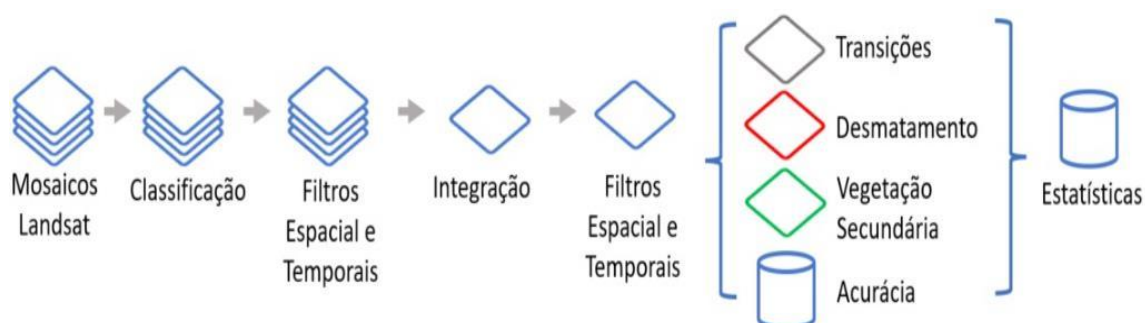 Mosaicos
Landsat
Classificação
Filtros
Espacial e
Temporais
Integração
Filtros
Espacial e
Temporais
Transições
Desmatamento
Vegetação
Secundária
Acurácia
Estatísticas